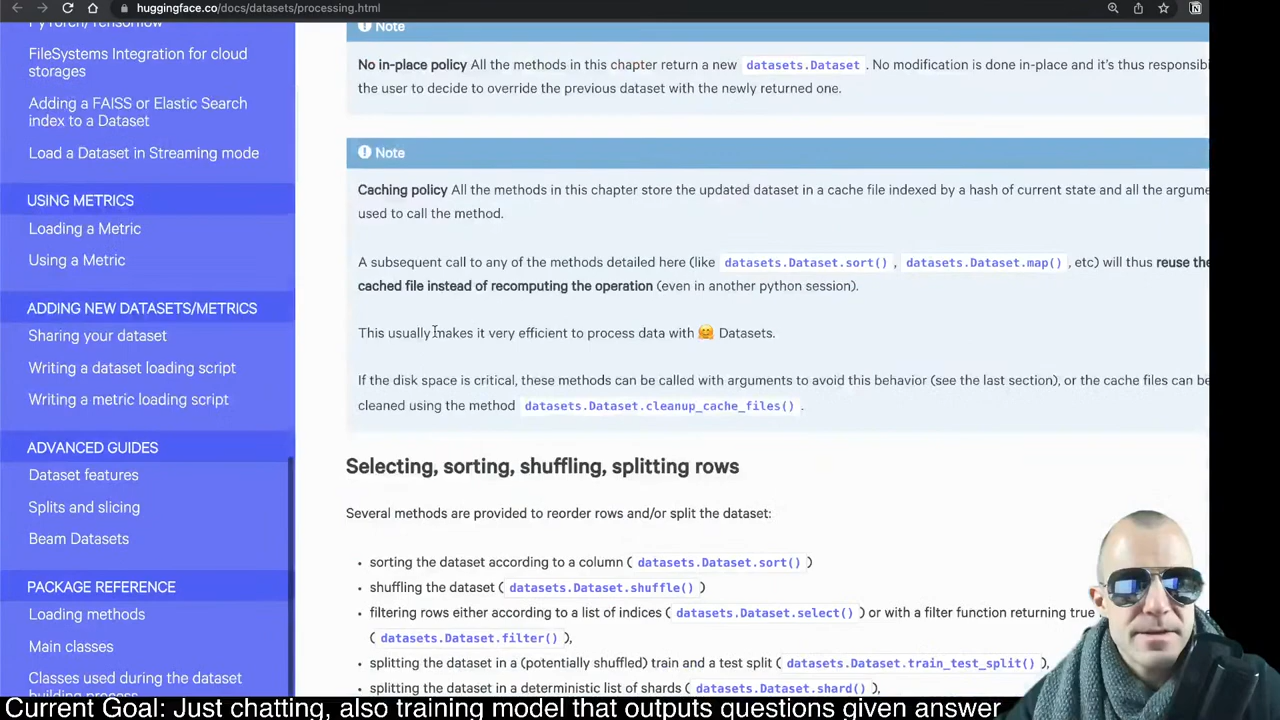 huggingface.co/docs/datasets/processing.html
PyTorch/Tensorflow
FileSystems Integration for cloud
storages
Adding a FAISS or Elastic Search
index to a Dataset
Load a Dataset in Streaming mode
USING METRICS
Loading a Metric
Using a Metric
ADDING NEW DATASETS/METRICS
Sharing your dataset
Writing a dataset loading script
Writing a metric loading script
ADVANCED GUIDES
Dataset features
Splits and slicing
Beam Datasets
PACKAGE REFERENCE
Loading methods
Main classes
Classes used during the dataset
building process
Note
No in-place policy All the methods in this chapter return a new datasets.Dataset . No modification is done in-place and it's thus responsibi
the user to decide to override the previous dataset with the newly returned one.
Note
Caching policy All the methods in this chapter store the updated dataset in a cache file indexed by a hash of current state and all the argume
used to call the method.
A subsequent call to any of the methods detailed here (like datasets.Dataset.sort() , datasets.Dataset.map() , etc) will thus reuse the
cached file instead of recomputing the operation (even in another python session).
This usually makes it very efficient to process data with 🤗 Datasets.
If the disk space is critical, these methods can be called with arguments to avoid this behavior (see the last section), or the cache files can be
cleaned using the method datasets.Dataset.cleanup_cache_files() .
Selecting, sorting, shuffling, splitting rows
Several methods are provided to reorder rows and/or split the dataset:
• sorting the dataset according to a column ( datasets.Dataset.sort() )
• shuffling the dataset ( datasets.Dataset.shuffle() )
• filtering rows either according to a list of indices ( datasets.Dataset.select() ) or with a filter function returning true
( datasets.Dataset.filter() ),
• splitting the dataset in a (potentially shuffled) train and a test split ( datasets.Dataset.train_test_split() ),
• splitting the dataset in a deterministic list of shards ( datasets.Dataset.shard() ),
Current Goal: Just chatting, also training model that outputs questions given answer